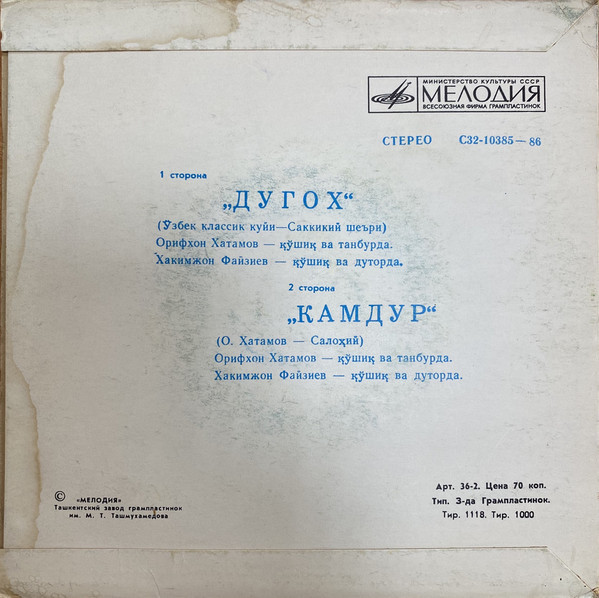 МИНИСТЕРСТВО КУЛЬТУРЫ СССР
МЕЛОДИЯ
ВСЕСОЮЗНАЯ ФИРМА ГРАМПЛАСТИНОК
СТЕРЕО С32-10385—86
1 сторона
„ДУГОХ“
(Ўзбек классик куйи—Саккикий шеъри)
Орифхон Хатамов — қўшиқ ва танбурда.
Хакимжон Файзиев — қўшиқ ва дуторда.
2 сторона
„КАМДУР“
(О. Хатамов — Салоҳий)
Орифхон Хатамов — қўшиқ ва танбурда.
Хакимжон Файзиев — қўшиқ ва дуторда.
© «МЕЛОДИЯ»
Ташкентский завод грампластинок
им. М. Т. Ташмухамедова
Арт. 36-2. Цена 70 коп.
Тип. З-да Грампластинок.
Тир. 1118. Тир. 1000